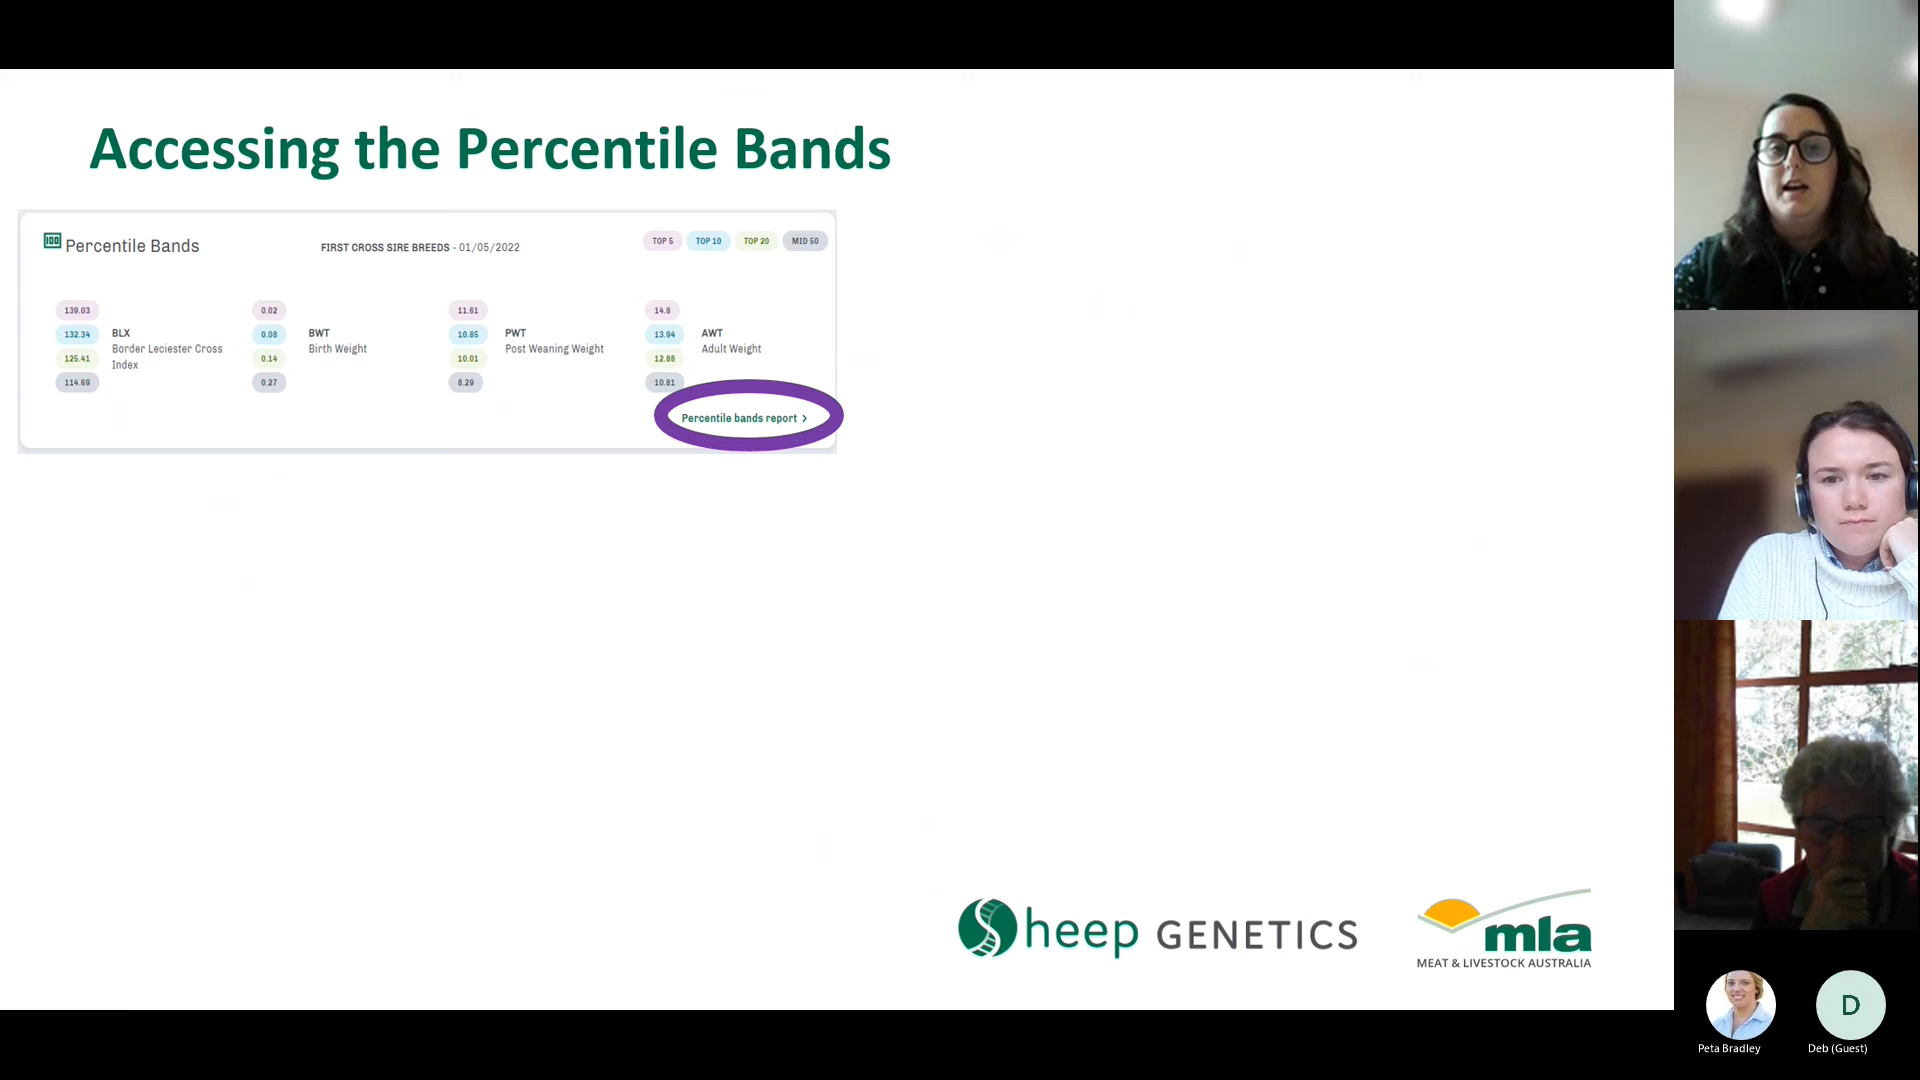 Accessing the Percentile Bands
100 Percentile Bands
FIRST CROSS SIRE BREEDS - 01/05/2022
TOP 5 TOP 10 TOP 20 MID 50
139.03
132.34
125.41
114.69
BLX
Border Leciester Cross
Index
0.02
0.08
0.14
0.27
BWT
Birth Weight
11.61
10.85
10.01
8.29
PWT
Post Weaning Weight
14.8
13.94
12.88
10.81
AWT
Adult Weight
Percentile bands report >
Sheep GENETICS
mla
MEAT & LIVESTOCK AUSTRALIA
D
Peta Bradley
Deb (Guest)